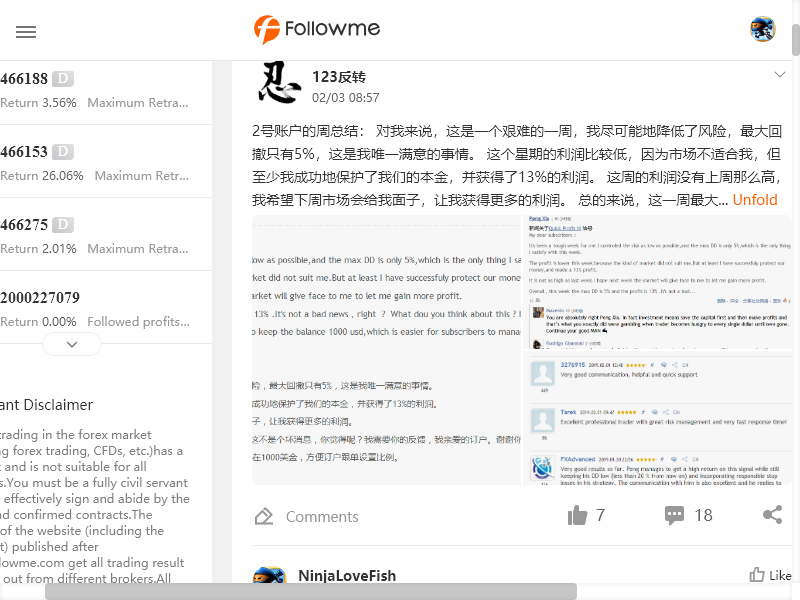 Followme
466188 D
Return 3.56% Maximum Retra...
466153 D
Return 26.06% Maximum Retr...
466275 D
Return 2.01% Maximum Retra...
2000227079
Return 0.00% Followed profits...
ant Disclaimer
trading in the forex market
g forex trading, CFDs, etc.)has a
and is not suitable for all
s.You must be a fully civil servant
effectively sign and abide by the
nd confirmed contracts.The
of the website (including the
t) published after
lowme.com get all trading result
out from different brokers.All
忍
123反转
02/03 08:57
2号账户的周总结： 对我来说，这是一个艰难的一周，我尽可能地降低了风险，最大回
撤只有5%，这是我唯一满意的事情。 这个星期的利润比较低，因为市场不适合我，但
至少我成功地保护了我们的本金，并获得了13%的利润。 这周的利润没有上周那么高，
我希望下周市场会给我面子，让我获得更多的利润。 总的来说，这一周最大... Unfold
low as possible,and the max DD is only 5%,which is the only thing I sa
ket did not suit me.But at least I have successfuly protect our mone
arket will give face to me to let me gain more profit.
13% .It's not a bad news , right ？ What dou you think about this ? I
o keep the balance 1000 usd,which is easier for subscribers to mana
险，最大回撤只有5%，这是我唯一满意的事情。
成功地保护了我们的本金，并获得了13%的利润。
子，让我获得更多的利润。
这不是个坏消息，你觉得呢？我需要你的反馈，我亲爱的订户。谢谢你
在1000美金，方便订户跟单设置比例。
Peng Xia
新闻关于Quick Profit III 信号
My dear subscribers :
It's been a tough week for me.I controled the risk as low as possible,and the max DD is only 5%,which is the only thing
I satisfy with this week.
The profit is lower this week because the kind of market did not suit me.But at least I have successfuly protect our
money,and made a 13% profit.
It is not as high as last week,I hope next week the market will give face to me to let me gain more profit.
Overall , this week the max DD is 5% and the profit is 13% .It's not a bad...
You are absolutely right Peng Xia. In fact investment means save the capital first and then make profits and
that's what you exactly did were gambling when trader becomes hungry to every single dollar until own gone.
Continue your good MAN
Rodrigo Giannotti
3276915
Very good communication, helpful and quick support
Tarek
Excellent professional trader with great risk management and very fast response time!
FXAdvanced
Very good results so far. Peng manages to get a high return on this signal while still
keeping his DD low (less than 20 % from now on) and incorporating responsible stop
losses in his strategy. The communication with him is also excellent and he replies to
Comments
7
18
NinjaLoveFish
Like